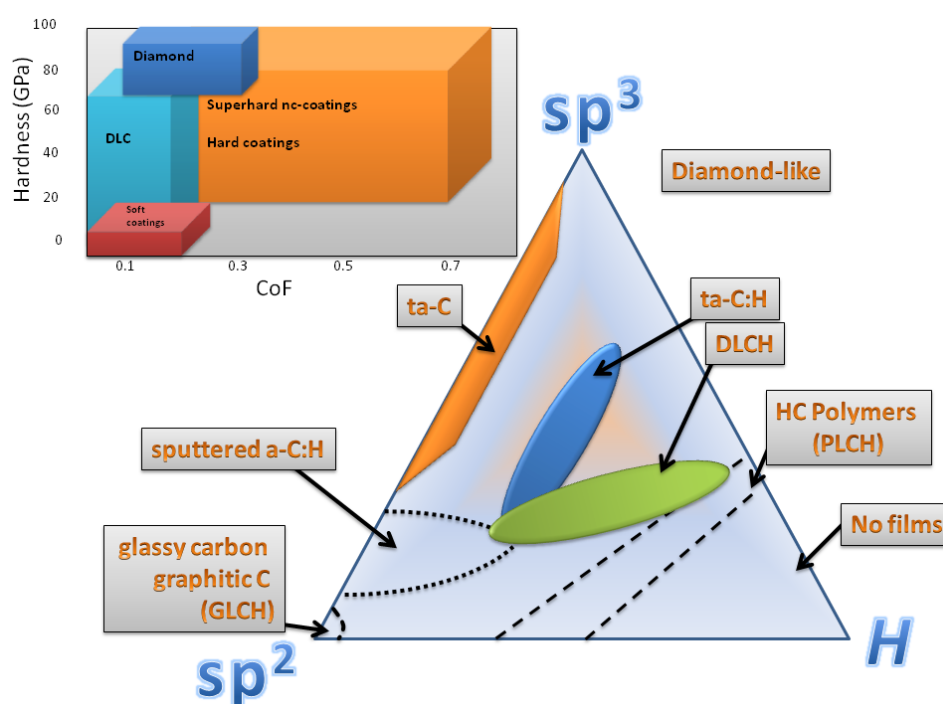 100
80
60
40
20
0
Hardness (GPa)
Diamond
Superhard nc-coatings
DLC
Hard coatings
Soft
coatings
0.1
0.3
0.5
0.7
CoF
sp³
Diamond-like
ta-C
ta-C:H
DLCH
HC Polymers
(PLCH)
sputtered a-C:H
No films
glassy carbon
graphitic C
(GLCH)
sp²
H